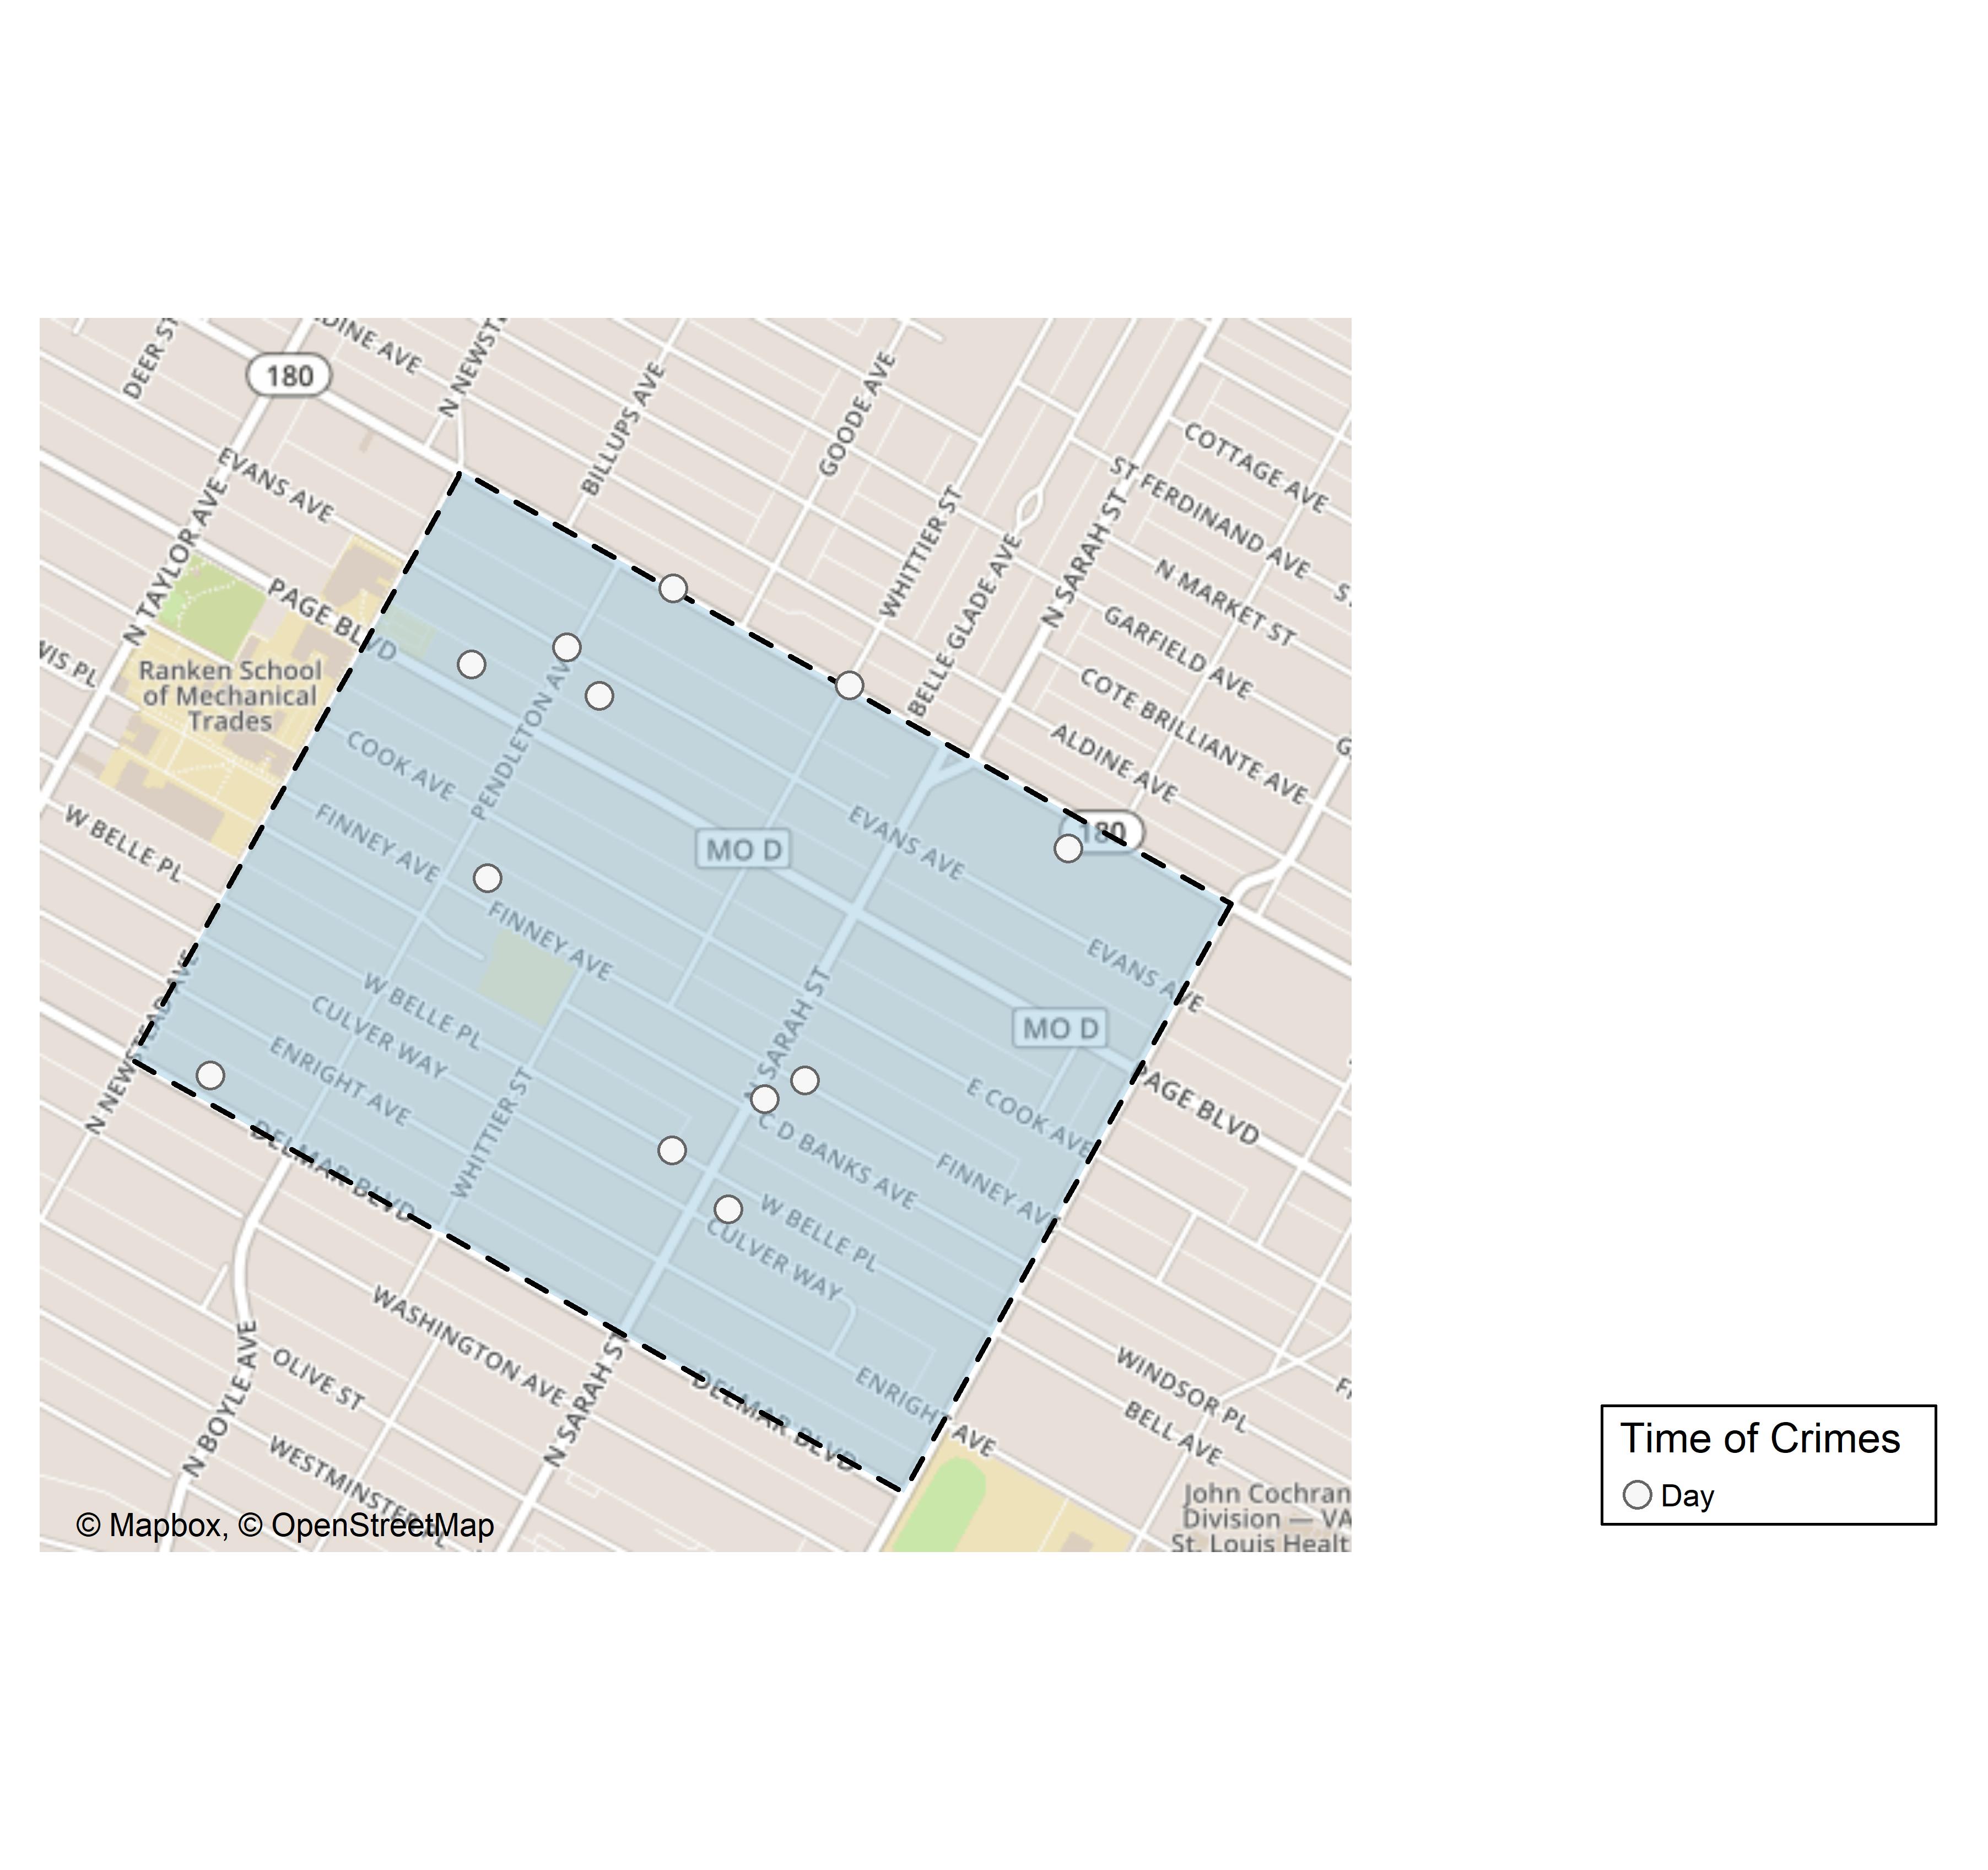 DEER ST
DINE AVE
N NEWST
180
BILLUPS AVE
GOODE AVE
COTTAGE AVE
EVANS AVE
ST FERDINAND AVE
N TAYLOR AVE
WHITTIER ST
BELLE GLADE AVE
N SARAH ST
N MARKET ST
PAGE BLVD
GARFIELD AVE
WIS PL
Ranken School
of Mechanical
Trades
PENDLETON AV
COTE BRILLIANTE AVE
ALDINE AVE
COOK AVE
FINNEY AVE
W BELLE PL
MO D
EVANS AVE
180
FINNEY AVE
EVANS AVE
N NEWSTEAD AVE
W BELLE PL
CULVER WAY
ENRIGHT AVE
SARAH ST
MO D
WHITTIER ST
E COOK AVE
PAGE BLVD
DELMAR BLVD
C D BANKS AVE
FINNEY AVE
W BELLE PL
CULVER WAY
WASHINGTON AVE
N BOYLE AVE
OLIVE ST
N SARAH ST
DELMAR BLVD
ENRIGHT AVE
WINDSOR PL
BELL AVE
WESTMINSTER PL
John Cochran
Division — VA
St. Louis Healt
© Mapbox, © OpenStreetMap
Time of Crimes
Day